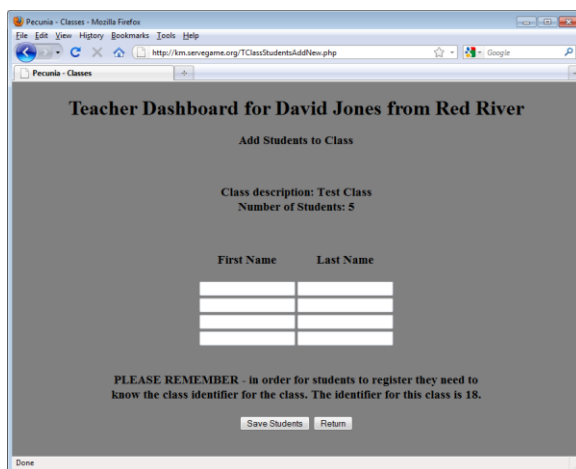 Pecunia - Classes - Mozilla Firefox
File Edit View History Bookmarks Tools Help
http://km.servegame.org/TClassStudentsAddNew.php
Google
Pecunia - Classes
Teacher Dashboard for David Jones from Red River
Add Students to Class
Class description: Test Class
Number of Students: 5
First Name Last Name
PLEASE REMEMBER - in order for students to register they need to
know the class identifier for the class. The identifier for this class is 18.
Save Students Return
Done